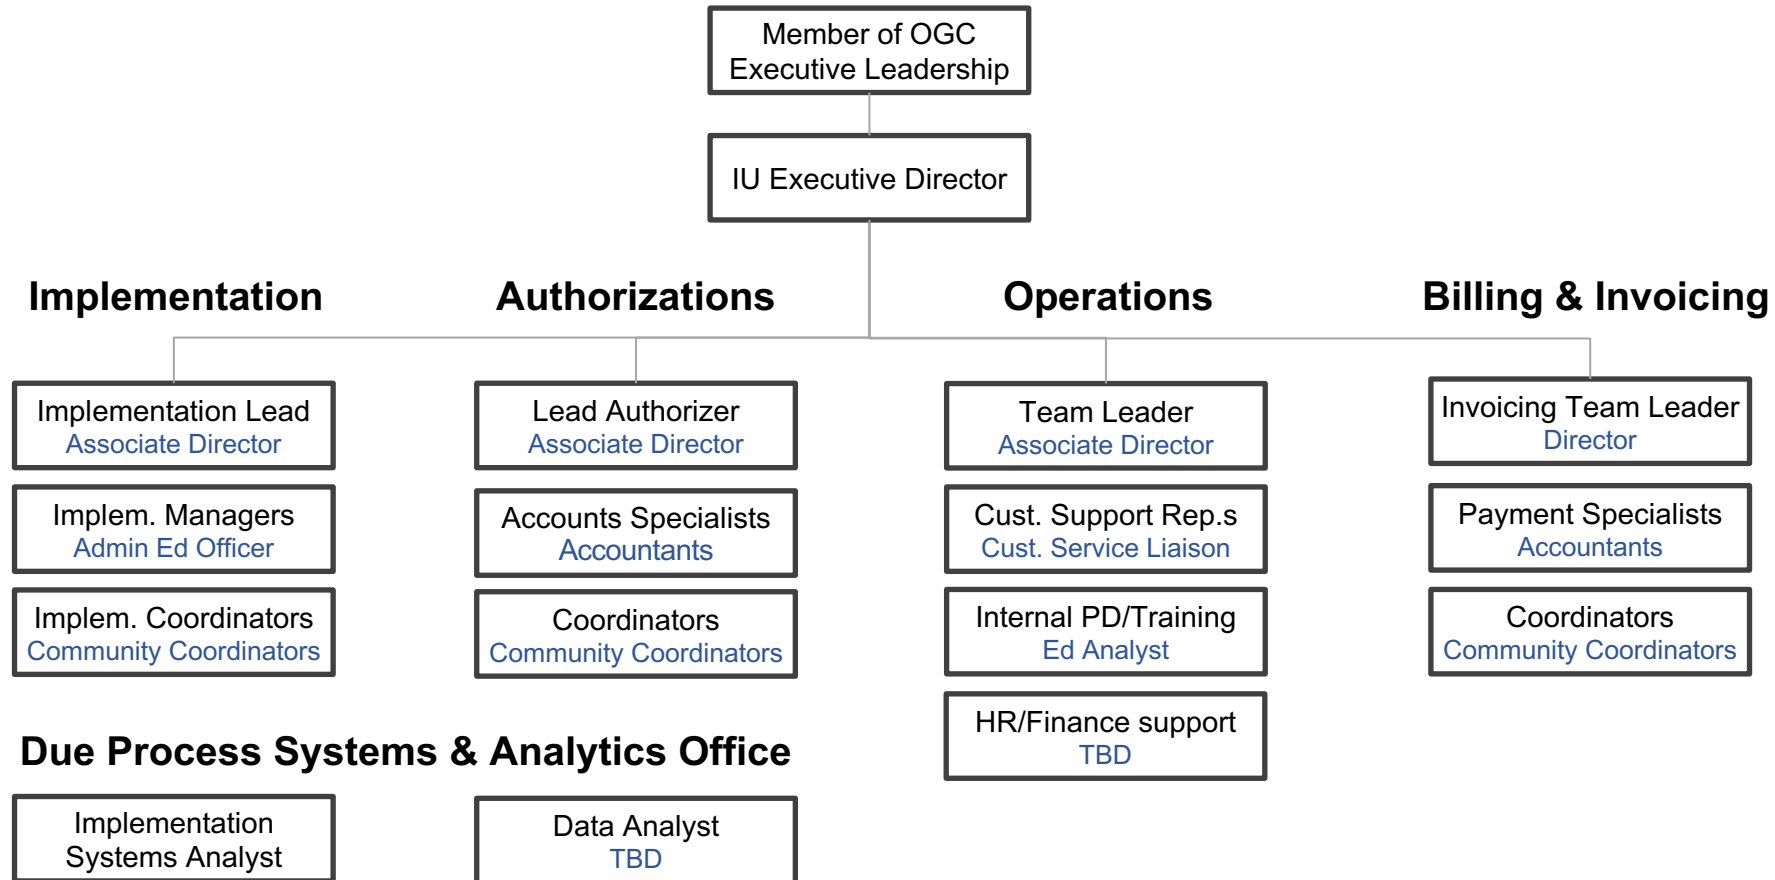 Member of OGC
Executive Leadership
IU Executive Director
Implementation
Authorizations
Operations
Billing & Invoicing
Implementation Lead
Associate Director
Lead Authorizer
Associate Director
Team Leader
Associate Director
Invoicing Team Leader
Director
Implem. Managers
Admin Ed Officer
Accounts Specialists
Accountants
Cust. Support Rep.s
Cust. Service Liaison
Payment Specialists
Accountants
Implem. Coordinators
Community Coordinators
Coordinators
Community Coordinators
Internal PD/Training
Ed Analyst
Coordinators
Community Coordinators
HR/Finance support
TBD
Due Process Systems & Analytics Office
Implementation
Systems Analyst
Data Analyst
TBD